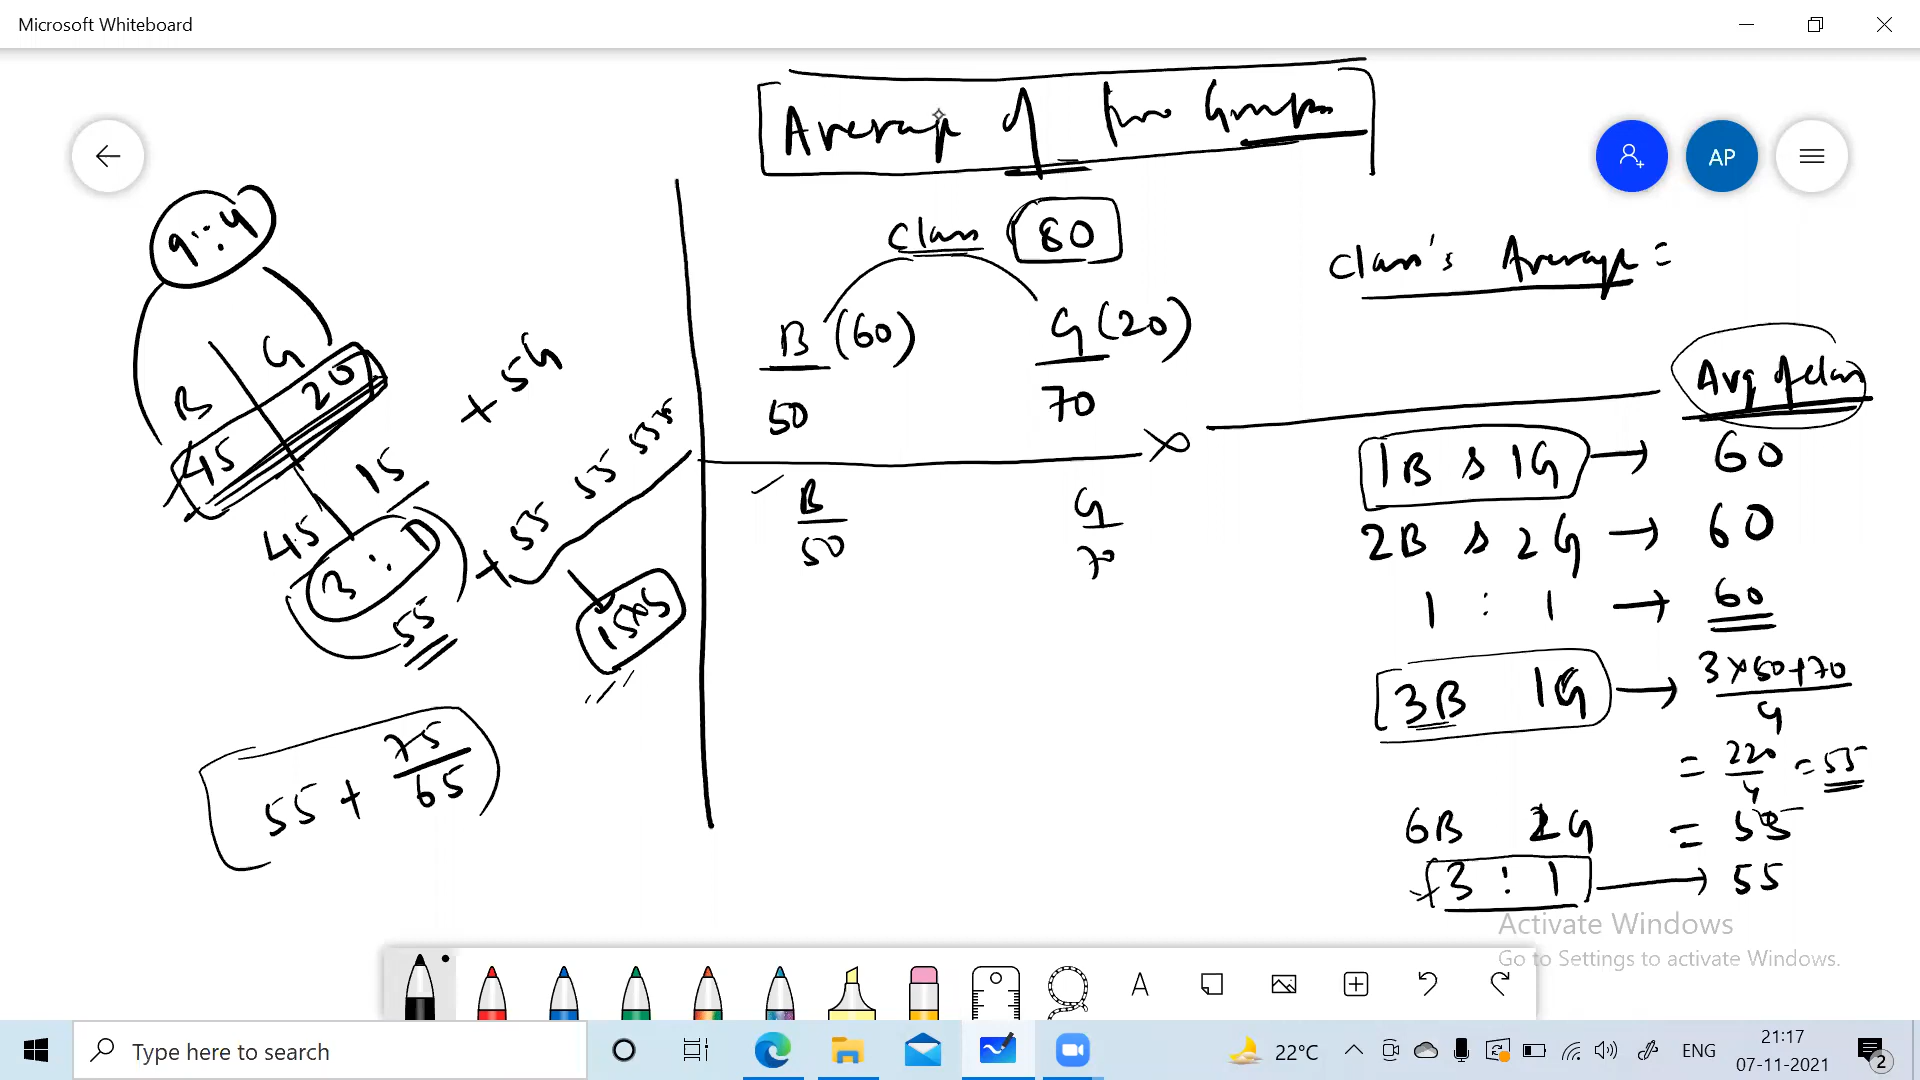 Microsoft Whiteboard
Average of two Groups
AP
9:4
Class 80
Class's Average =
B (60) G (20)
50 70
B G
45 20
+ 5G
45 15
3 : 1
55
+ 55 55 55
15×5
55 + 75/65
B G
50 70
Avg of class
1B & 1G → 60
2B & 2G → 60
1 : 1 → 60
3B 1G → 3×50+70
4
= 220/4 = 55
6B 2G = 55
3 : 1 → 55
Activate Windows
Go to Settings to activate Windows.
A
Type here to search
22°C
ENG
21:17
07-11-2021
2